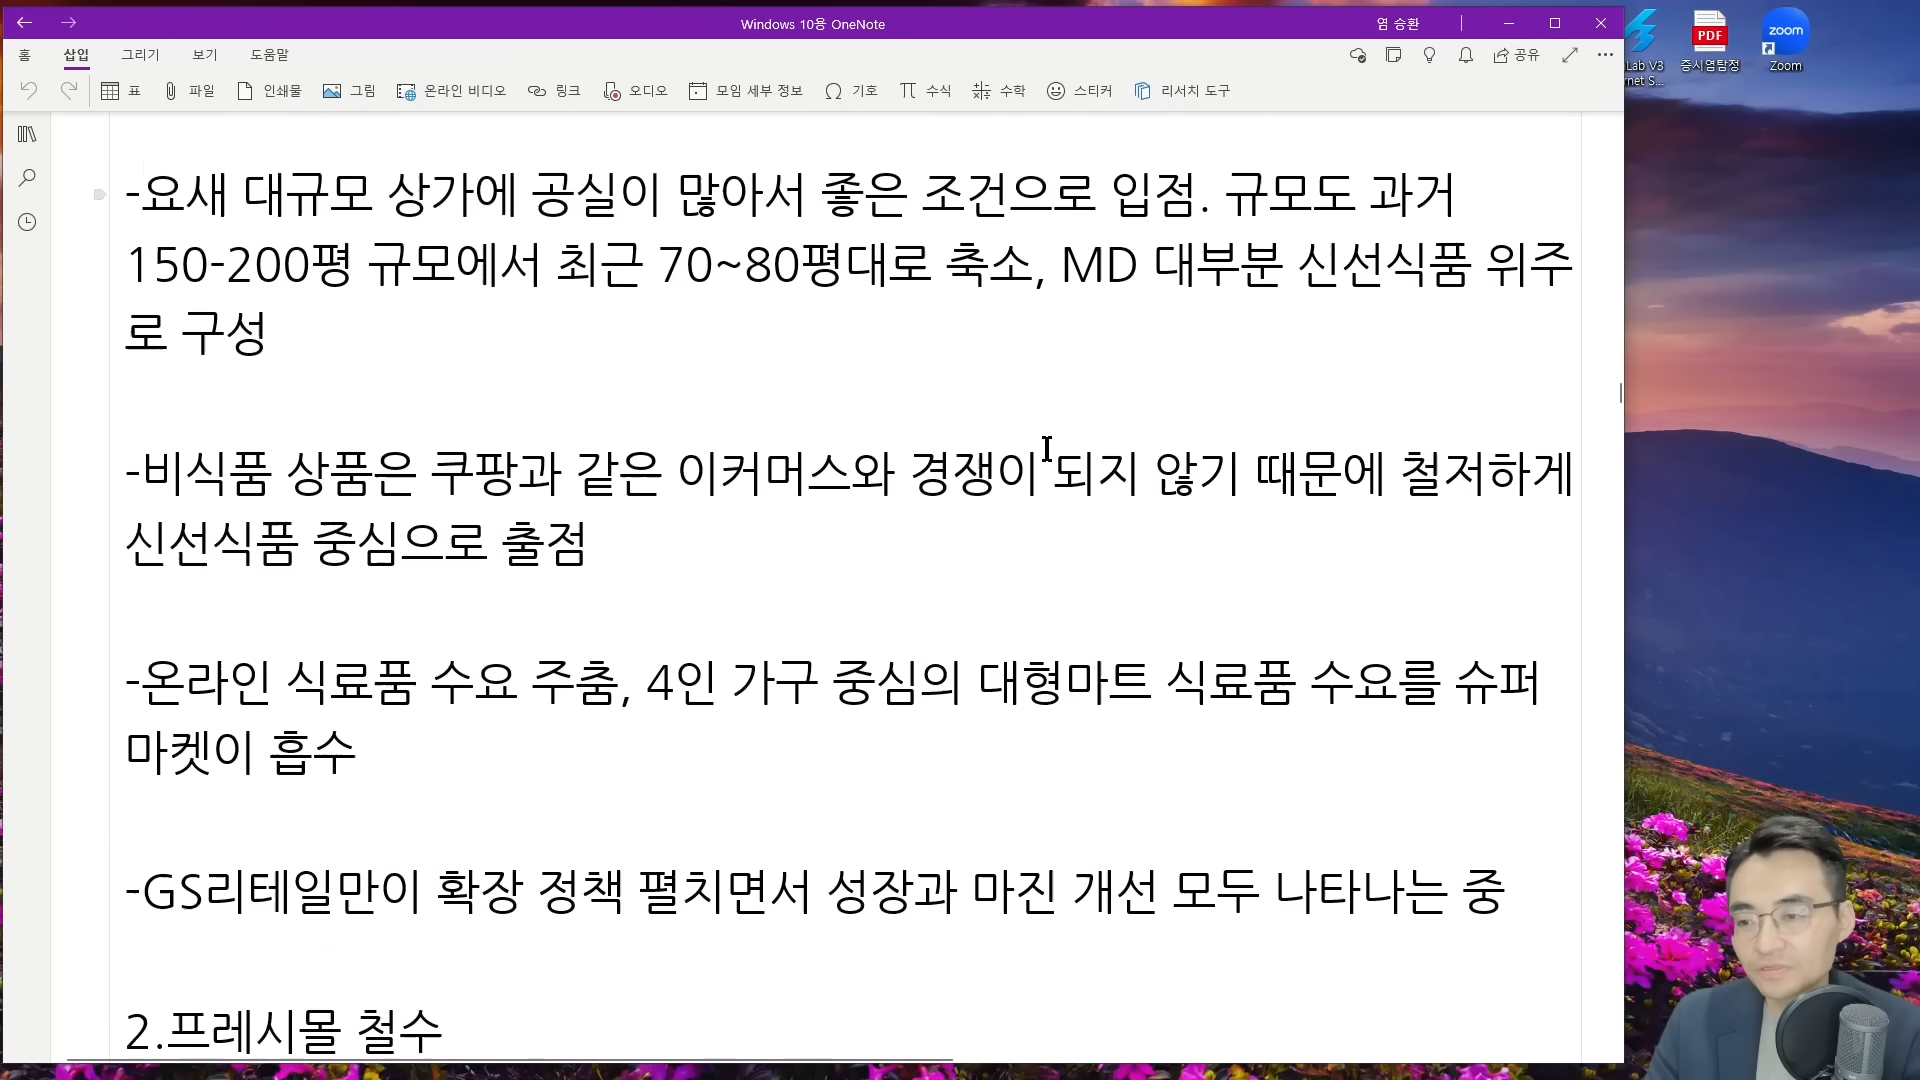 Windows 10용 OneNote
염 승환
홈 삽입 그리기 보기 도움말
공유
표 파일 인쇄물 그림 온라인 비디오 링크 오디오 모임 세부 정보 기호 수식 수학 스티커 리서치 도구
-요새 대규모 상가에 공실이 많아서 좋은 조건으로 입점. 규모도 과거
150-200평 규모에서 최근 70~80평대로 축소, MD 대부분 신선식품 위주
로 구성
-비식품 상품은 쿠팡과 같은 이커머스와 경쟁이 되지 않기 때문에 철저하게
신선식품 중심으로 출점
-온라인 식료품 수요 주춤, 4인 가구 중심의 대형마트 식료품 수요를 슈퍼
마켓이 흡수
-GS리테일만이 확장 정책 펼치면서 성장과 마진 개선 모두 나타나는 중
2.프레시몰 철수
Lab V3
rnet S...
PDF
증시염탐정
zoom
Zoom